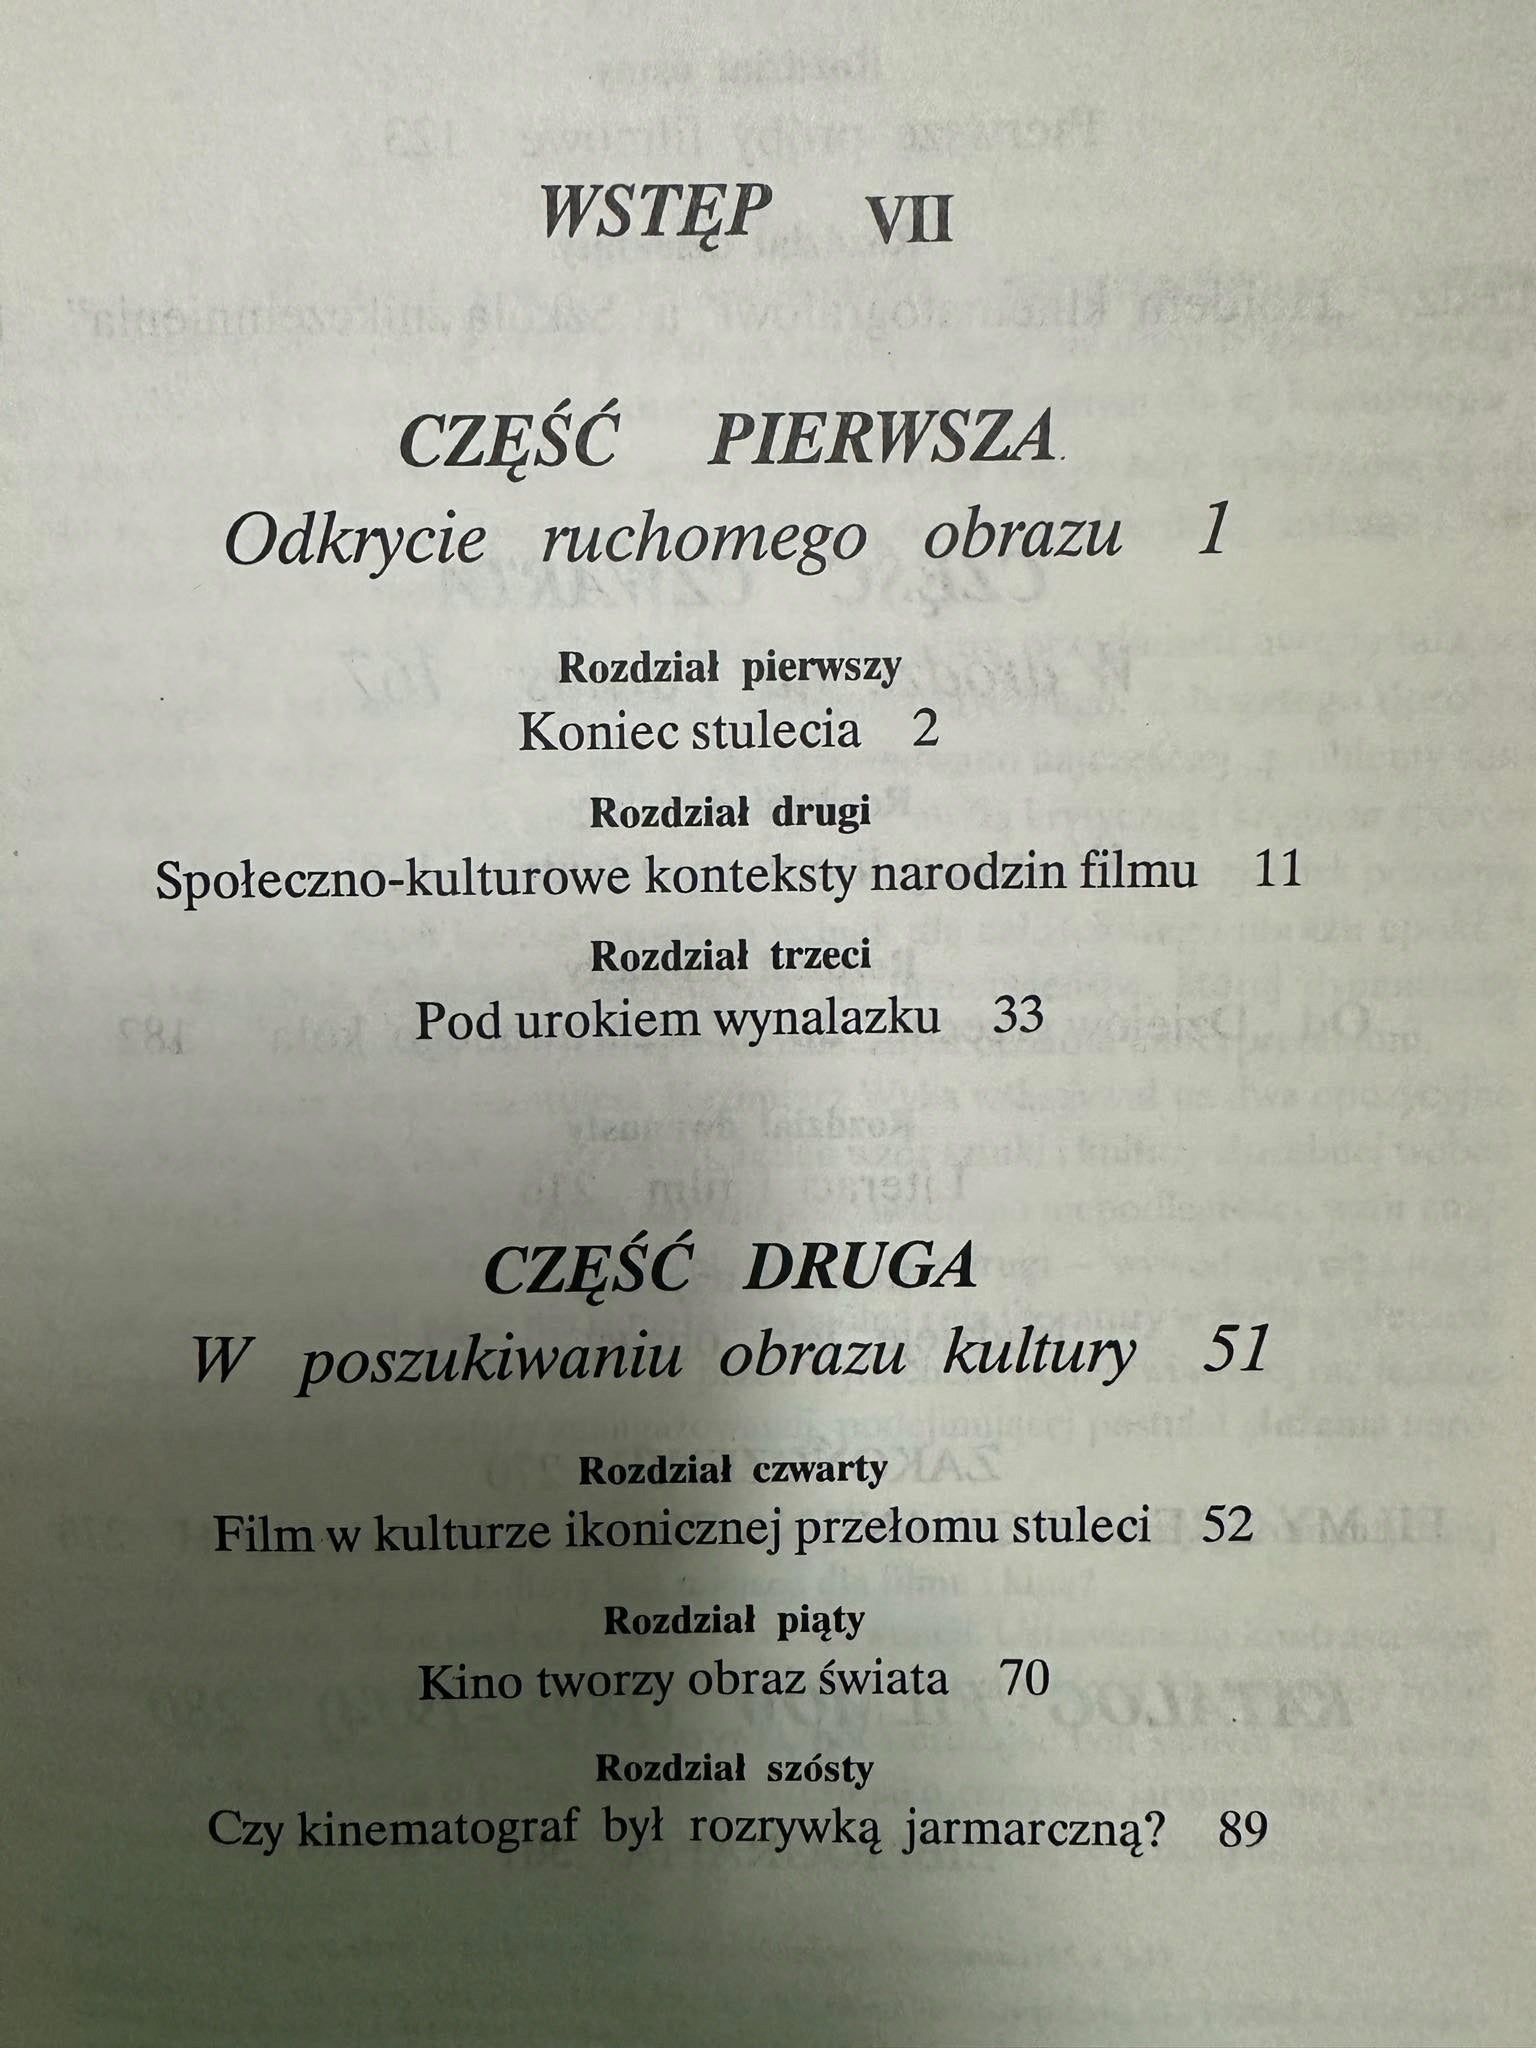 WSTĘP VII
CZĘŚĆ PIERWSZA
Odkrycie ruchomego obrazu 1
Rozdział pierwszy
Koniec stulecia 2
Rozdział drugi
Społeczno-kulturowe konteksty narodzin filmu 11
Rozdział trzeci
Pod urokiem wynalazku 33
CZĘŚĆ DRUGA
W poszukiwaniu obrazu kultury 51
Rozdział czwarty
Film w kulturze ikonicznej przełomu stuleci 52
Rozdział piąty
Kino tworzy obraz świata 70
Rozdział szósty
Czy kinematograf był rozrywką jarmarczną? 89